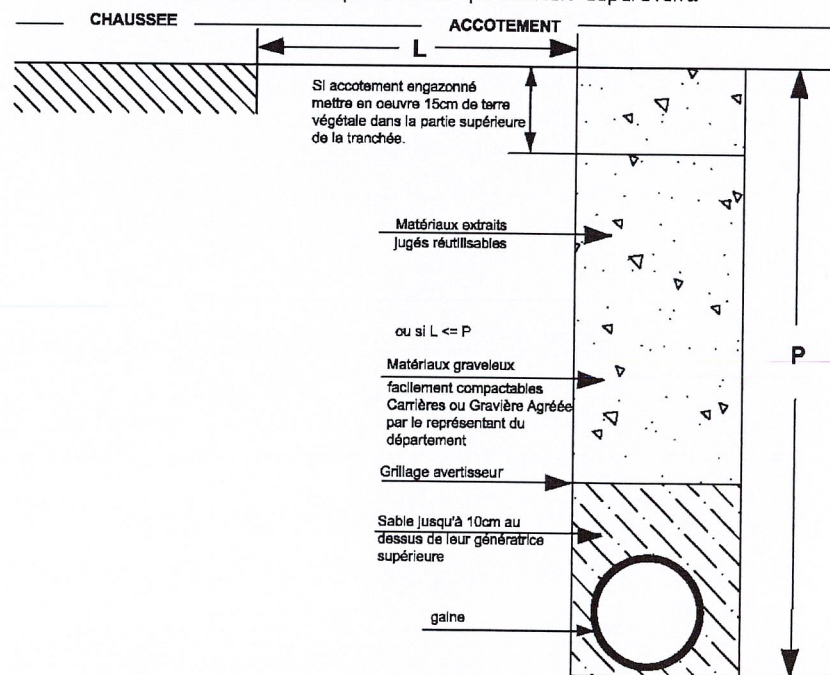 CHAUSSEE
ACCOTEMENT
L
Si accotement engazonné
mettre en oeuvre 15cm de terre
végétale dans la partie supérieure
de la tranchée.
Matériaux extraits
jugés réutilisables
ou si L <= P
Matériaux graveleux
facilement compactables
Carrières ou Gravière Agréée
par le représentant du
département
P
Grillage avertisseur
Sable jusqu'à 10cm au
dessus de leur génératrice
supérieure
gaine